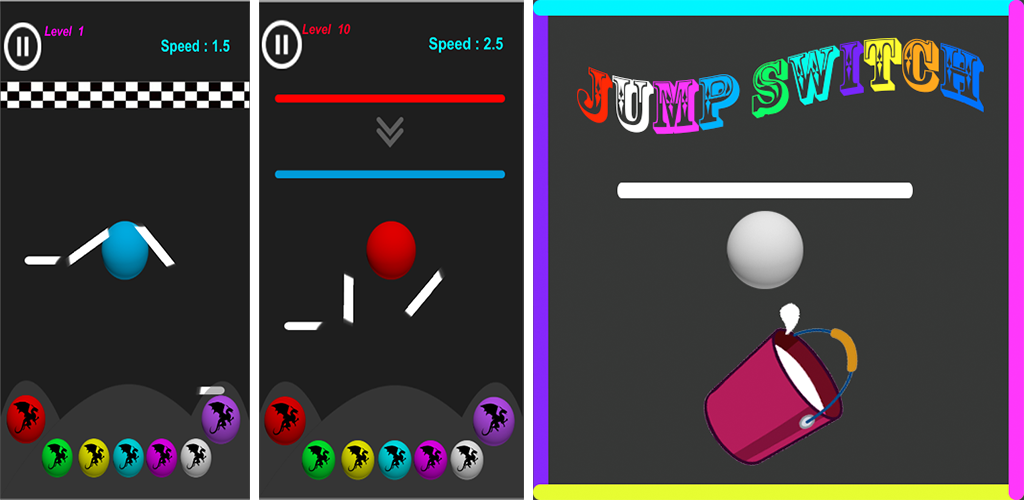 Level 1
Speed : 1.5
Level 10
Speed : 2.5
JUMP SWITCH